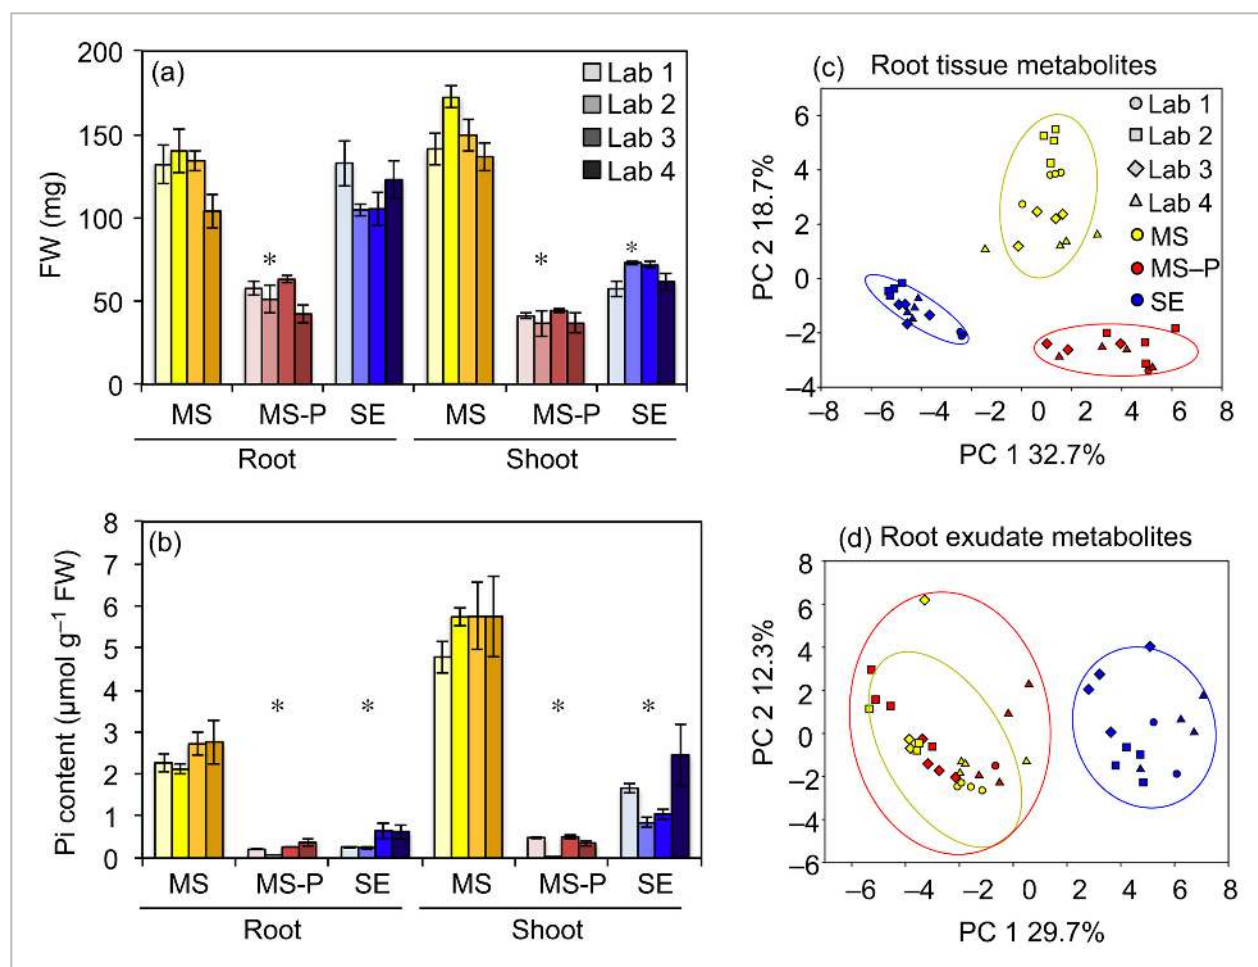 (a)
Lab 1
Lab 2
Lab 3
Lab 4
FW (mg)
200
150
100
50
0
MS MS-P SE MS MS-P SE
Root Shoot
* * *
(b)
Pi content (µmol g⁻¹ FW)
8
7
6
5
4
3
2
1
0
* * * *
MS MS-P SE MS MS-P SE
Root Shoot
(c) Root tissue metabolites
Lab 1
Lab 2
Lab 3
Lab 4
MS
MS–P
SE
PC 2 18.7%
6
4
2
0
−2
−4
−8 −6 −4 −2 0 2 4 6 8
PC 1 32.7%
(d) Root exudate metabolites
PC 2 12.3%
8
6
4
2
0
−2
−4
−6
−6 −4 −2 0 2 4 6 8
PC 1 29.7%